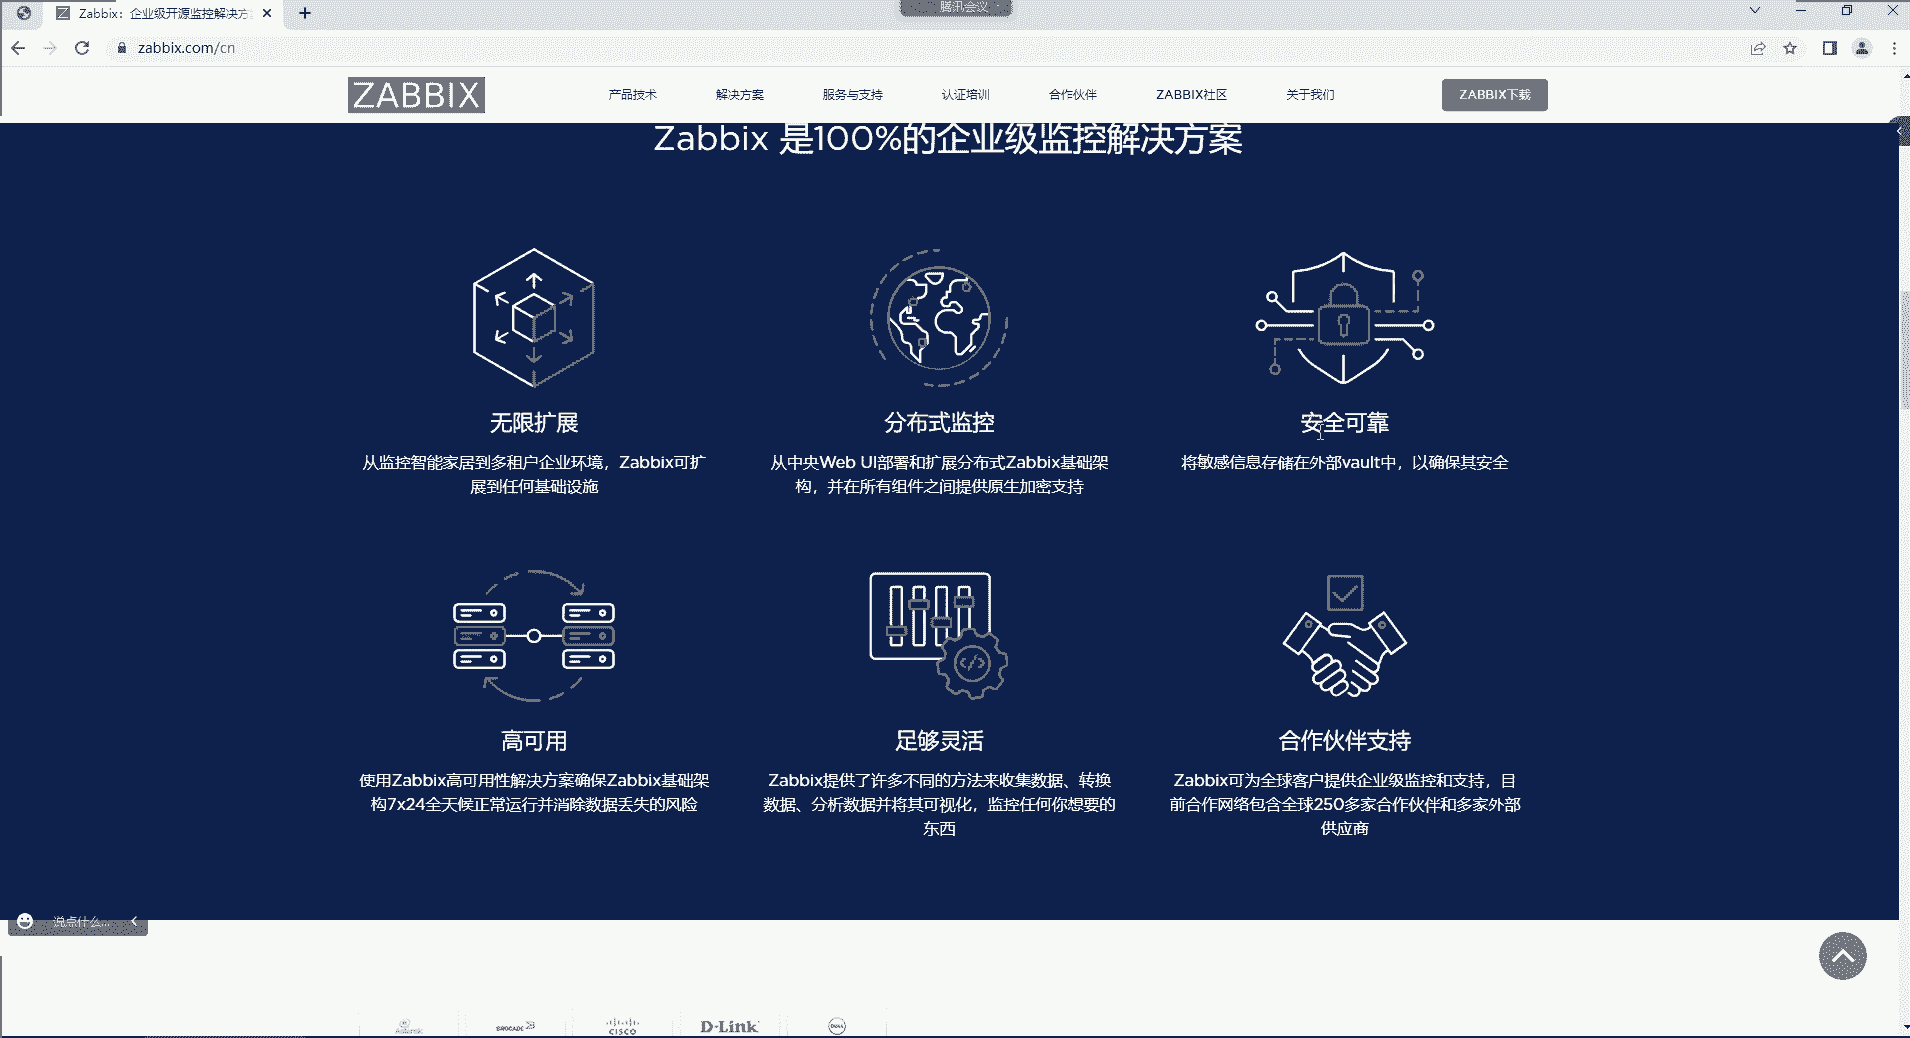 Zabbix：企业级开源监控解决方
腾讯会议
zabbix.com/cn
ZABBIX
产品技术
解决方案
服务与支持
认证培训
合作伙伴
ZABBIX社区
关于我们
ZABBIX下载
Zabbix 是100%的企业级监控解决方案
无限扩展
从监控智能家居到多租户企业环境，Zabbix可扩
展到任何基础设施
分布式监控
从中央Web UI部署和扩展分布式Zabbix基础架
构，并在所有组件之间提供原生加密支持
安全可靠
将敏感信息存储在外部vault中，以确保其安全
高可用
使用Zabbix高可用性解决方案确保Zabbix基础架
构7x24全天候正常运行并消除数据丢失的风险
足够灵活
Zabbix提供了许多不同的方法来收集数据、转换
数据、分析数据并将其可视化，监控任何你想要的
东西
合作伙伴支持
Zabbix可为全球客户提供企业级监控和支持，目
前合作网络包含全球250多家合作伙伴和多家外部
供应商
说点什么...
BROCADE
CISCO
D-Link
DELL